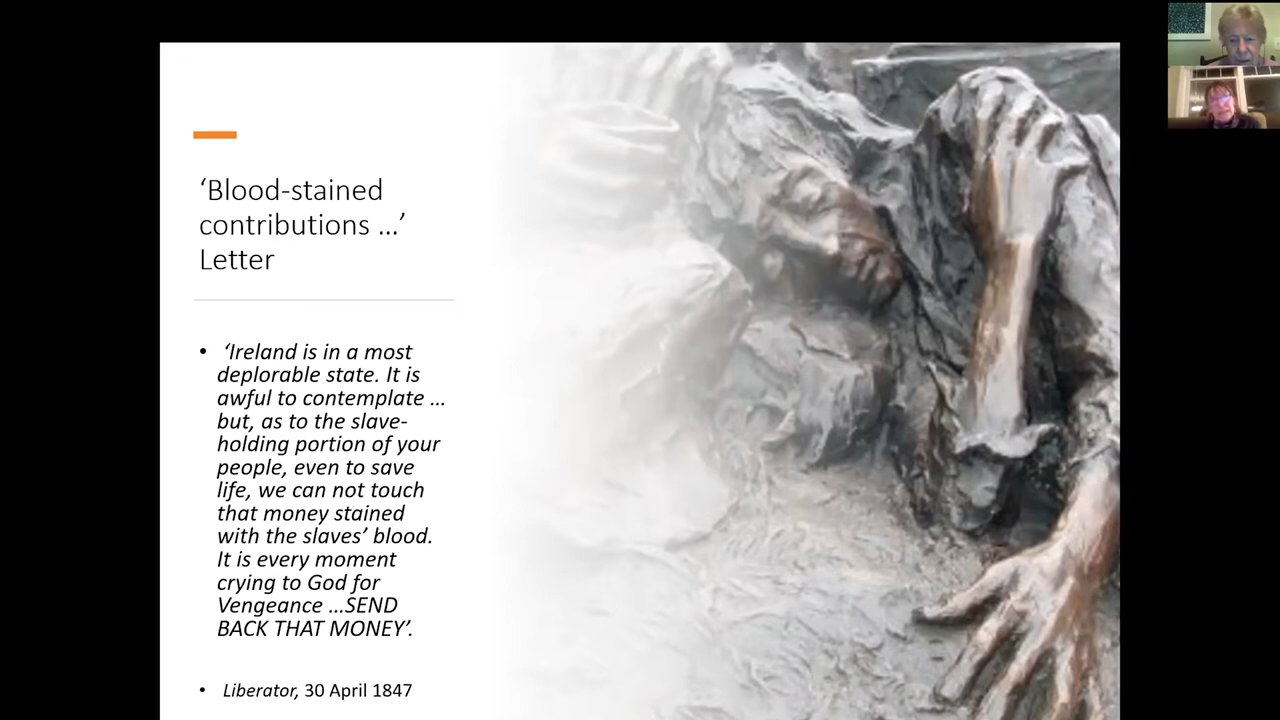 ‘Blood-stained
contributions …’
Letter
• ‘Ireland is in a most
deplorable state. It is
awful to contemplate …
but, as to the slave-
holding portion of your
people, even to save
life, we can not touch
that money stained
with the slaves’ blood.
It is every moment
crying to God for
Vengeance …SEND
BACK THAT MONEY’.
• Liberator, 30 April 1847